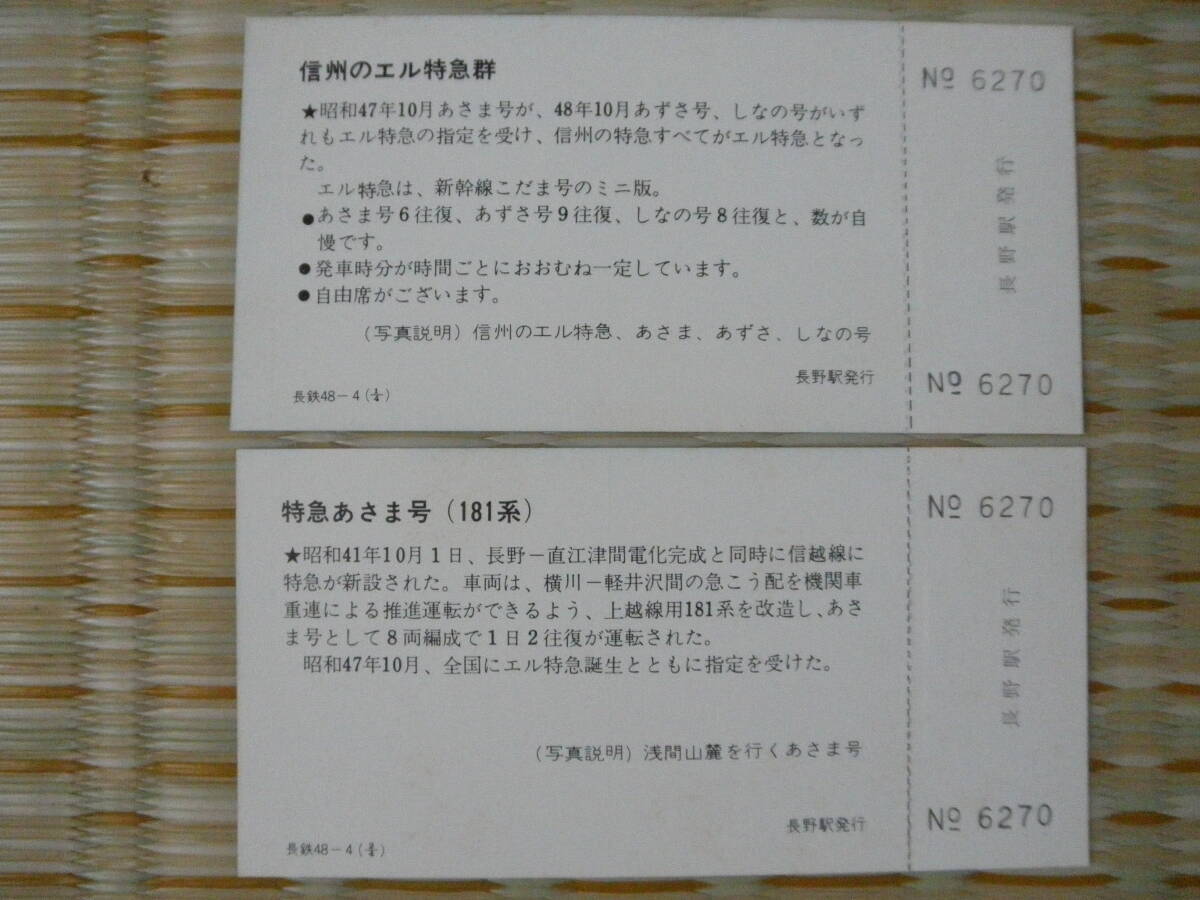 信州のエル特急群
★昭和47年10月あさま号が、48年10月あずさ号、しなの号がいず
れもエル特急の指定を受け、信州の特急すべてがエル特急となっ
た。
エル特急は、新幹線こだま号のミニ版。
●あさま号6往復、あずさ号9往復、しなの号8往復と、数が自
慢です。
●発車時分が時間ごとにおおむね一定しています。
●自由席がございます。
(写真説明) 信州のエル特急、あさま、あずさ、しなの号
長野駅発行
長鉄48-4
№ 6270
長野駅発行
№ 6270
特急あさま号 (181系)
★昭和41年10月1日、長野-直江津間電化完成と同時に信越線に
特急が新設された。車両は、横川-軽井沢間の急こう配を機関車
重連による推進運転ができるよう、上越線用181系を改造し、あさ
ま号として8両編成で1日2往復が運転された。
昭和47年10月、全国にエル特急誕生とともに指定を受けた。
(写真説明) 浅間山麓を行くあさま号
長野駅発行
長鉄48-4
№ 6270
長野駅発行
№ 6270